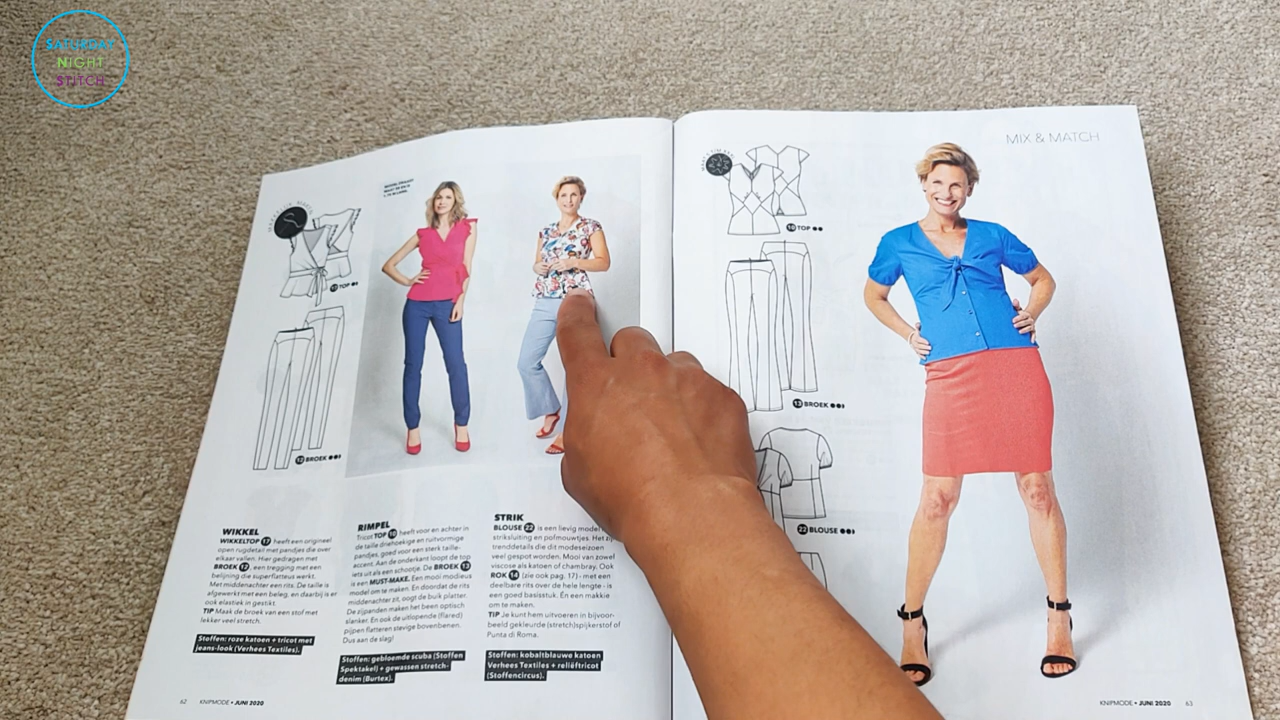 SATURDAY
NIGHT
STITCH
MIX & MATCH
17 TOP
12 BROEK
10 TOP
13 BROEK
22 BLOUSE
WIKKEL
WIKKELTOP 17 heeft een origineel
open rugdetail met pandjes die over
elkaar vallen. Hier gedragen met
BROEK 12, een tregging met een
belijning die superflatteus werkt.
Met middenachter een rits. De taille is
afgewerkt met een beleg, en daarbij is er
ook elastiek in gestikt.
TIP Maak de broek van een stof met
lekker veel stretch.
Stoffen: roze katoen + tricot met
jeans-look (Verhees Textiles).
RIMPEL
Tricot TOP 10 heeft voor en achter in
de taille driehoekige en ruitvormige
pandjes, goed voor een sterk taille-
accent. Aan de onderkant loopt de top
iets uit als een schootje. De BROEK 13
is een MUST-MAKE. Een mooi modieus
model om te maken. En doordat de rits
middenachter zit, oogt de buik platter.
De zijpanden maken het been optisch
slanker. En ook de uitlopende (flared)
pijpen flatteren stevige bovenbenen.
Dus aan de slag!
Stoffen: gebloemde scuba (Stoffen
Spektakel) + gewassen stretch-
denim (Burtex).
STRIK
BLOUSE 22 is een lievig model
striksluiting en pofmouwtjes. Het zijn
trenddetails die dit modeseizoen
veel gespot worden. Mooi van zowel
viscose als katoen of chambray. Ook
ROK 14 (zie ook pag. 17) - met een
deelbare rits over de hele lengte - is
een goed basisstuk. Én een makkie
om te maken.
TIP Je kunt hem uitvoeren in bijvoor-
beeld gekleurde (stretch)spijkerstof of
Punta di Roma.
Stoffen: kobaltblauwe katoen
Verhees Textiles + reliëftricot
(Stoffencircus).
62 KNIPMODE • JUNI 2020
KNIPMODE • JUNI 2020 63